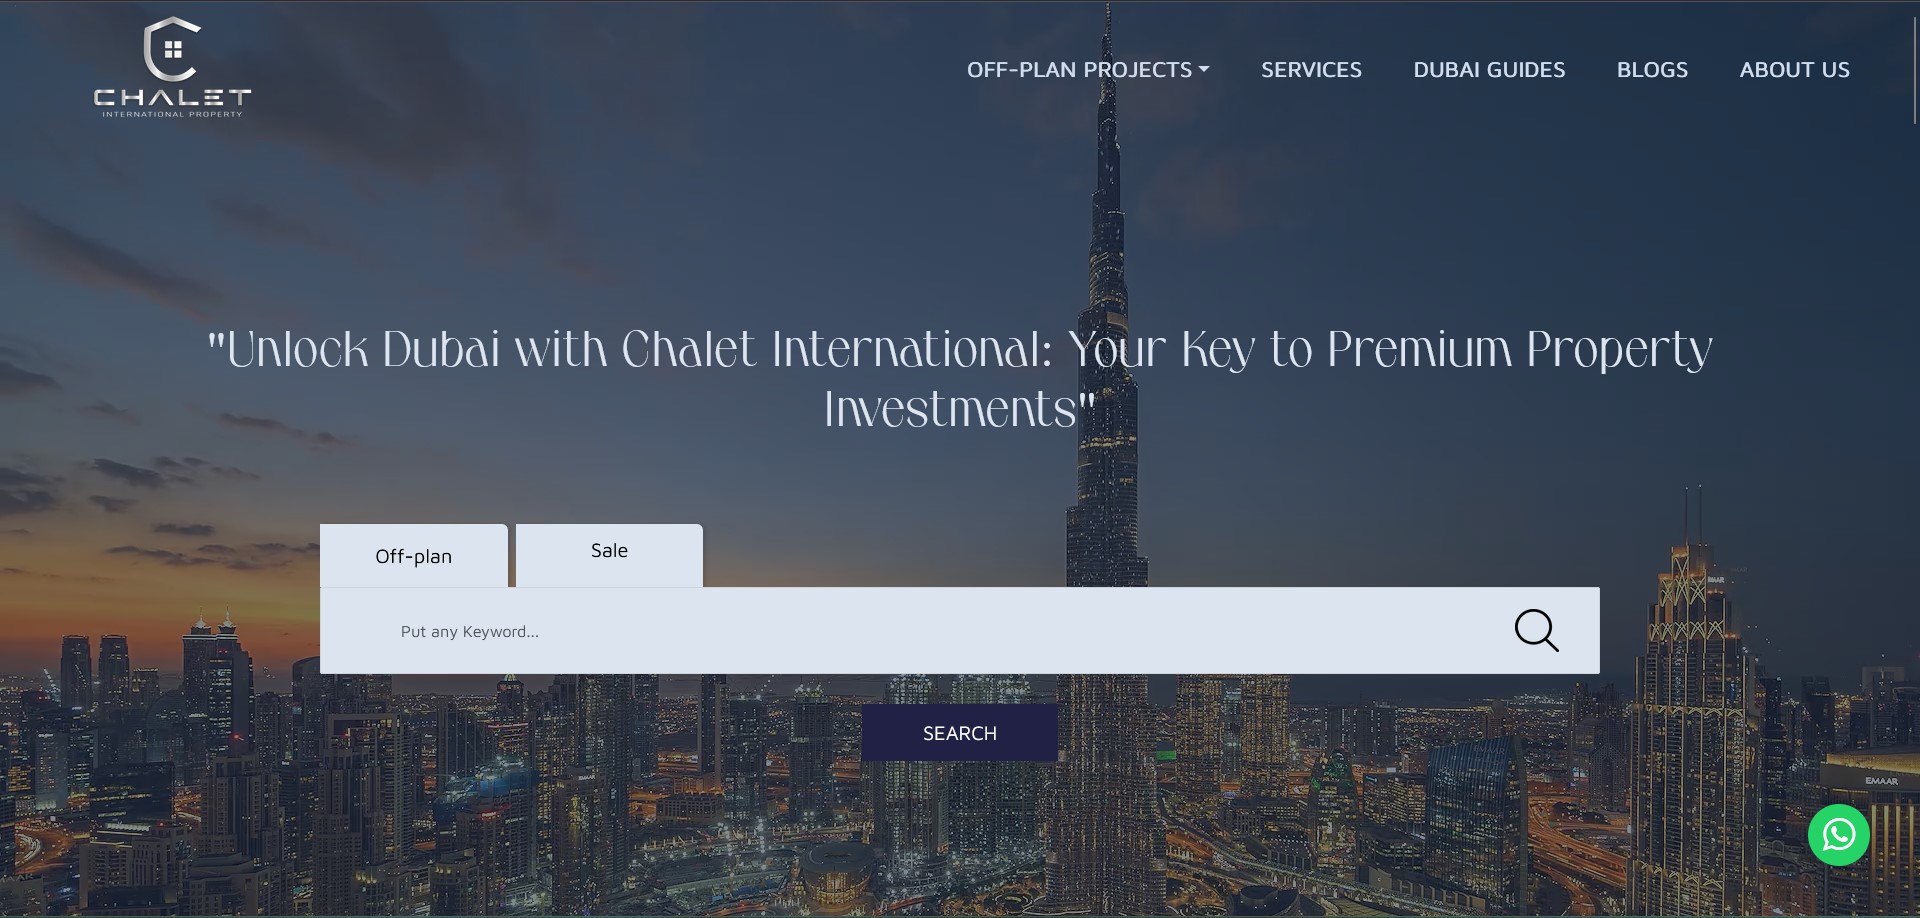 CHALET
INTERNATIONAL PROPERTY
OFF-PLAN PROJECTS
SERVICES
DUBAI GUIDES
BLOGS
ABOUT US
"Unlock Dubai with Chalet International: Your Key to Premium Property
Investments"
Off-plan
Sale
Put any Keyword...
SEARCH
EMAAR
EMAAR
EMAAR